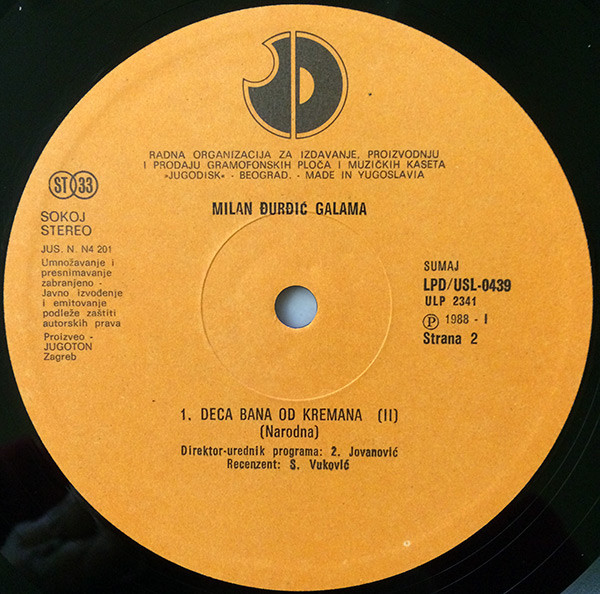 RADNA ORGANIZACIJA ZA IZDAVANJE, PROIZVODNJU
I PRODAJU GRAMOFONSKIH PLOČA I MUZIČKIH KASETA
»JUGODISK« - BEOGRAD. - MADE IN YUGOSLAVIA
ST 33
SOKOJ
STEREO
JUS. N. N4 201
Umnožavanje i
presnimavanje
zabranjeno -
Javno izvođenje
i emitovanje
podleže zaštiti
autorskih prava
Proizveo -
JUGOTON
Zagreb
MILAN ĐURĐIĆ GALAMA
SUMAJ
LPD/USL-0439
ULP 2341
Ⓟ 1988 - I
Strana 2
1. DECA BANA OD KREMANA (II)
(Narodna)
Direktor-urednik programa: 2. Jovanović
Recenzent: S. Vuković